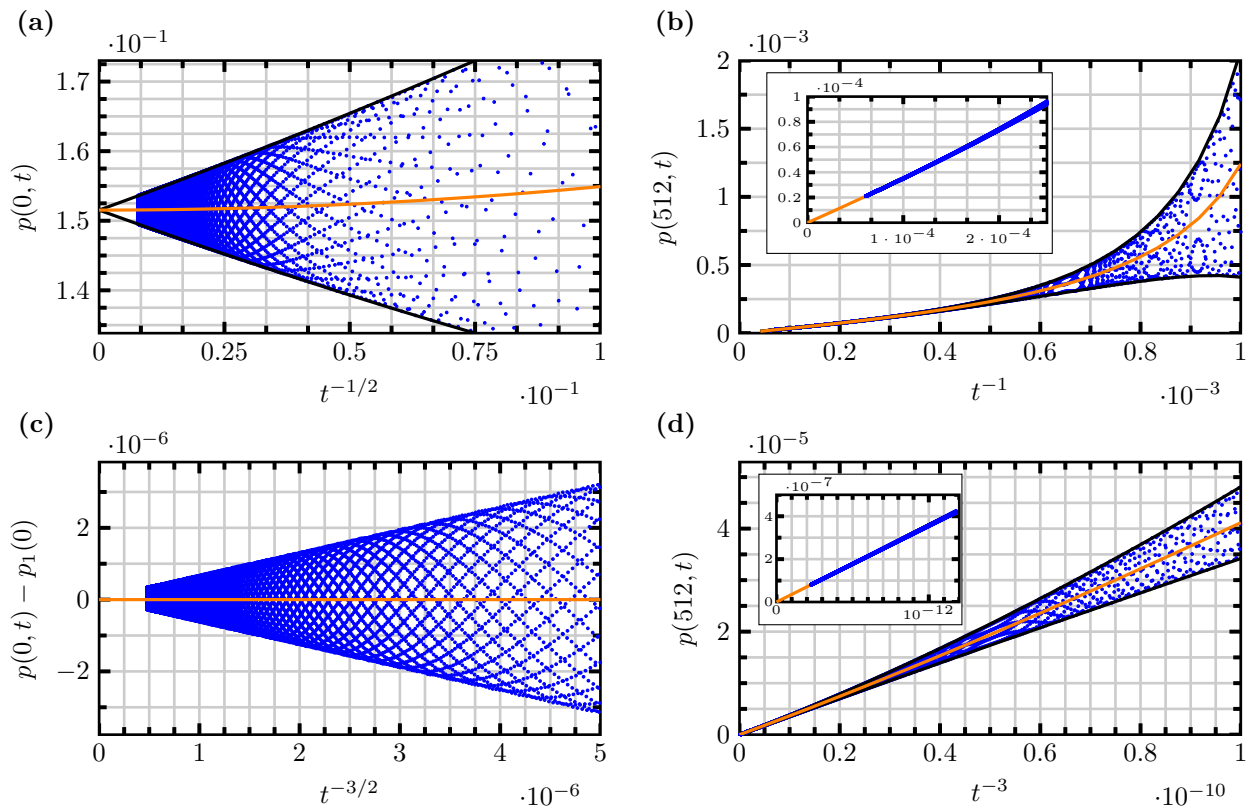 (a)
·10⁻¹
1.7
1.6
1.5
1.4
p(0, t)
0 0.25 0.5 0.75 1
t^{-1/2} ·10⁻¹
(b)
·10⁻³
2
1.5
1
0.5
0
p(512, t)
·10⁻⁴
1
0.8
0.6
0.4
0.2
0
0 1 · 10⁻⁴ 2 · 10⁻⁴
0 0.2 0.4 0.6 0.8 1
t⁻¹ ·10⁻³
(c)
·10⁻⁶
2
0
−2
p(0, t) − p₁(0)
0 1 2 3 4 5
t^{-3/2} ·10⁻⁶
(d)
·10⁻⁵
4
2
0
p(512, t)
·10⁻⁷
4
2
0
0 10⁻¹²
0 0.2 0.4 0.6 0.8 1
t⁻³ ·10⁻¹⁰